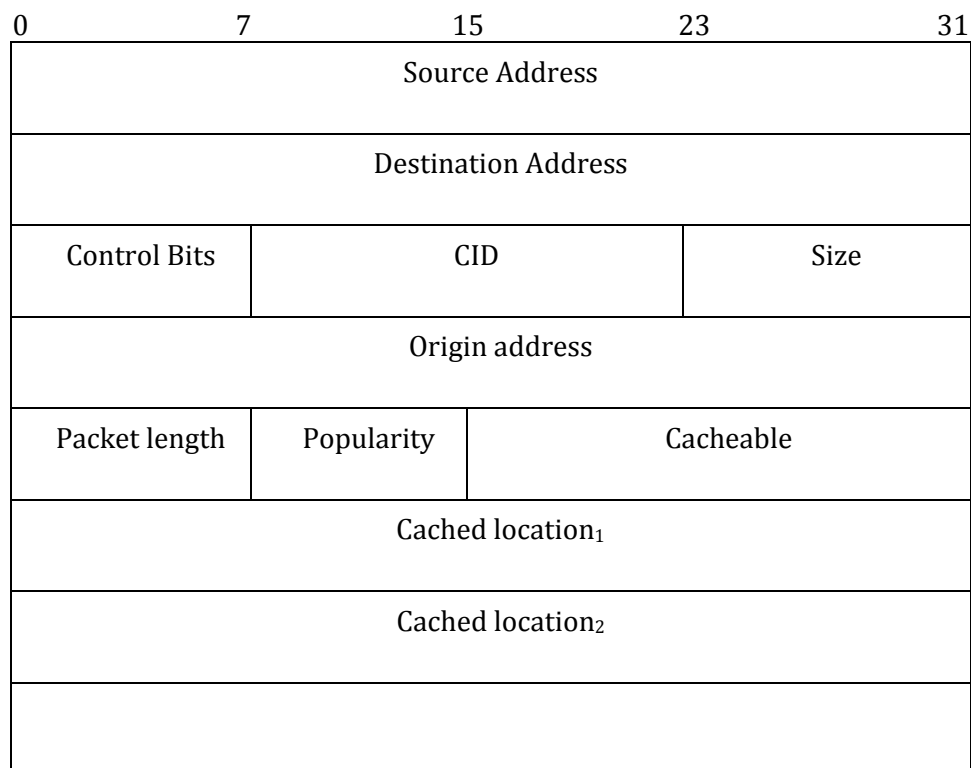 0 7 15 23 31
Source Address
Destination Address
Control Bits CID Size
Origin address
Packet length Popularity Cacheable
Cached location₁
Cached location₂